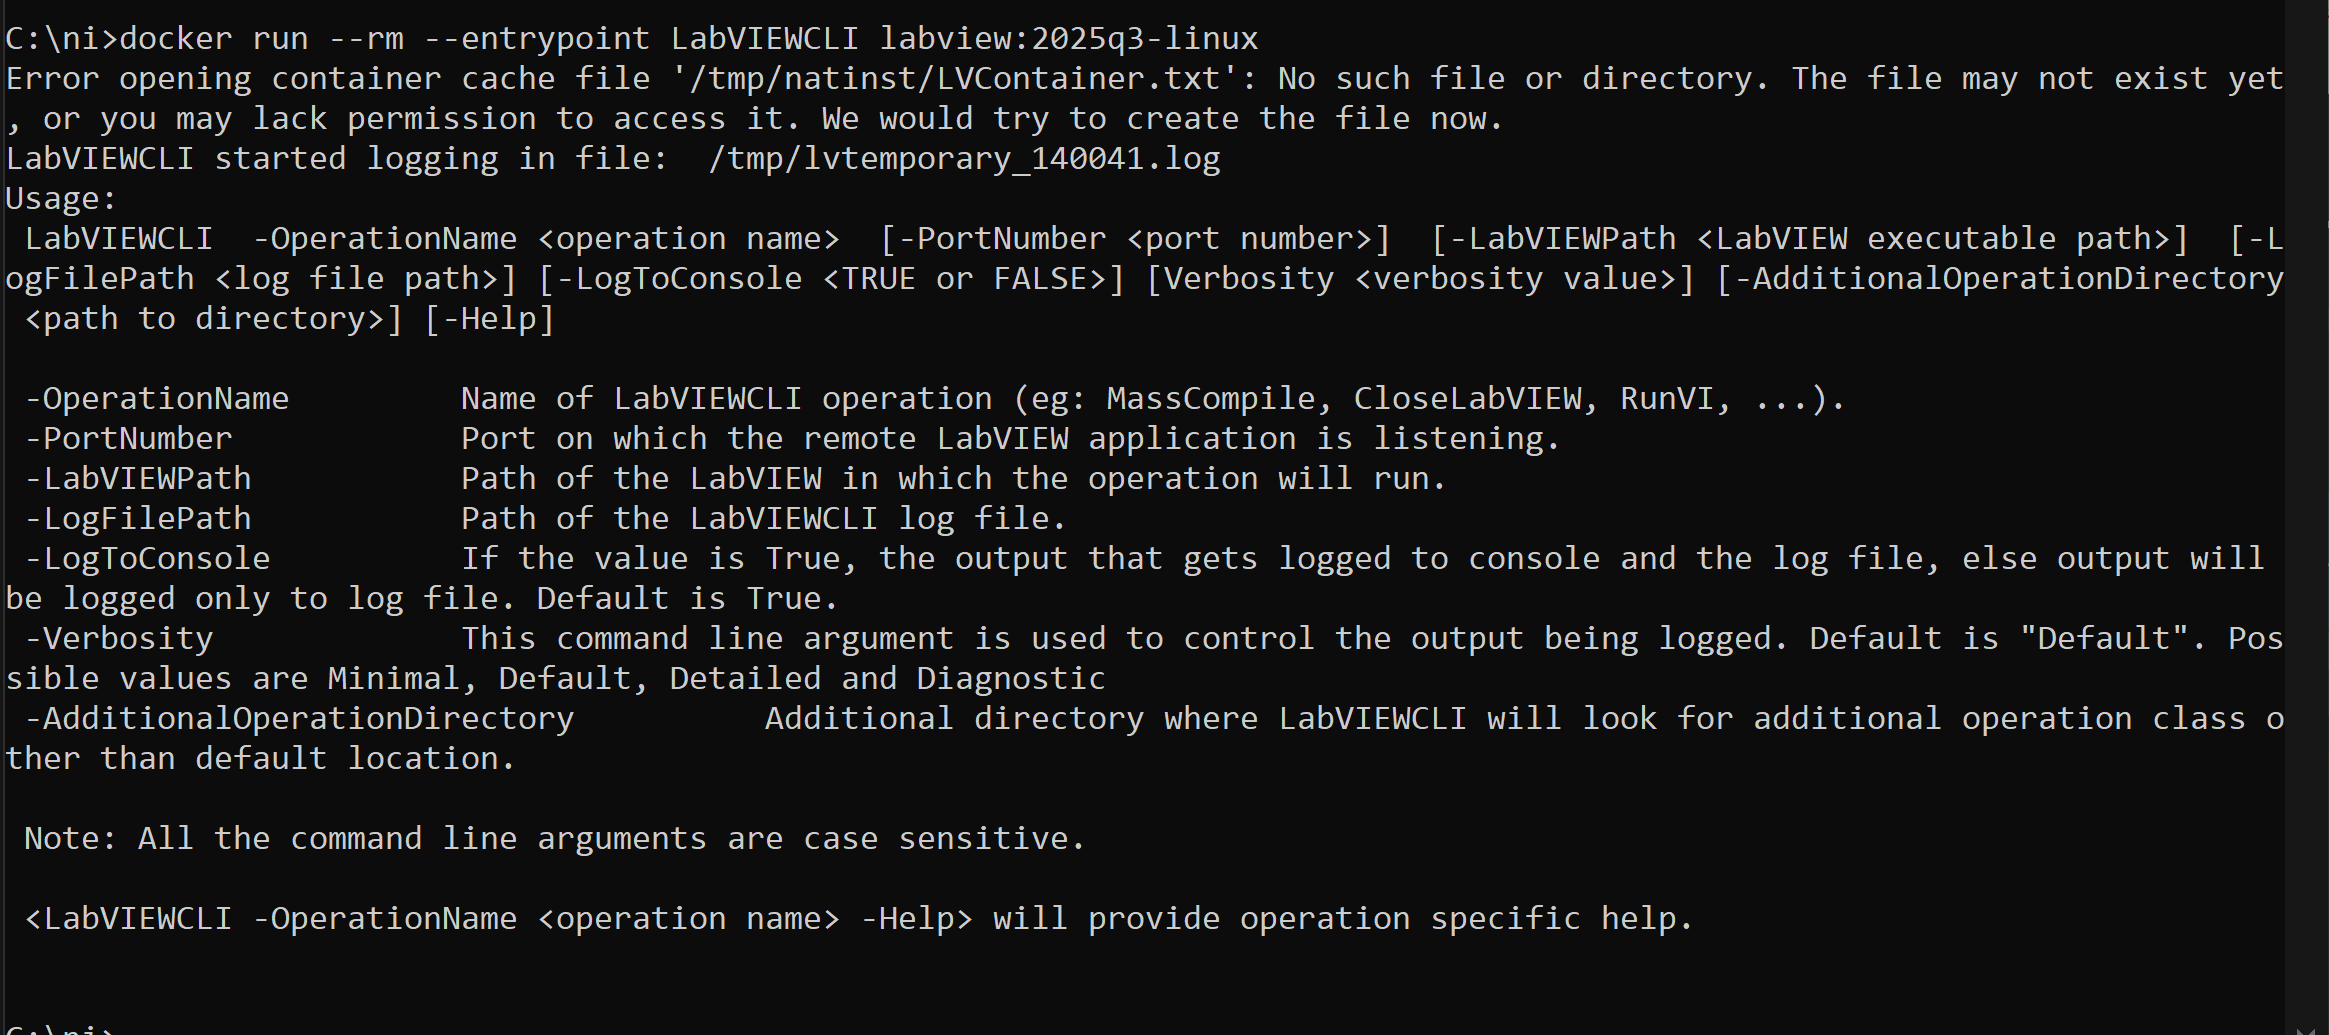 C:\ni>docker run --rm --entrypoint LabVIEWCLI labview:2025q3-linux
Error opening container cache file '/tmp/natinst/LVContainer.txt': No such file or directory. The file may not exist yet
, or you may lack permission to access it. We would try to create the file now.
LabVIEWCLI started logging in file:  /tmp/lvtemporary_140041.log
Usage:
 LabVIEWCLI  -OperationName <operation name>  [-PortNumber <port number>]  [-LabVIEWPath <LabVIEW executable path>]  [-L
ogFilePath <log file path>] [-LogToConsole <TRUE or FALSE>] [Verbosity <verbosity value>] [-AdditionalOperationDirectory
 <path to directory>] [-Help]

 -OperationName         Name of LabVIEWCLI operation (eg: MassCompile, CloseLabVIEW, RunVI, ...).
 -PortNumber            Port on which the remote LabVIEW application is listening.
 -LabVIEWPath           Path of the LabVIEW in which the operation will run.
 -LogFilePath           Path of the LabVIEWCLI log file.
 -LogToConsole          If the value is True, the output that gets logged to console and the log file, else output will
be logged only to log file. Default is True.
 -Verbosity             This command line argument is used to control the output being logged. Default is "Default". Pos
sible values are Minimal, Default, Detailed and Diagnostic
 -AdditionalOperationDirectory          Additional directory where LabVIEWCLI will look for additional operation class o
ther than default location.

 Note: All the command line arguments are case sensitive.

 <LabVIEWCLI -OperationName <operation name> -Help> will provide operation specific help.

C:\ni>